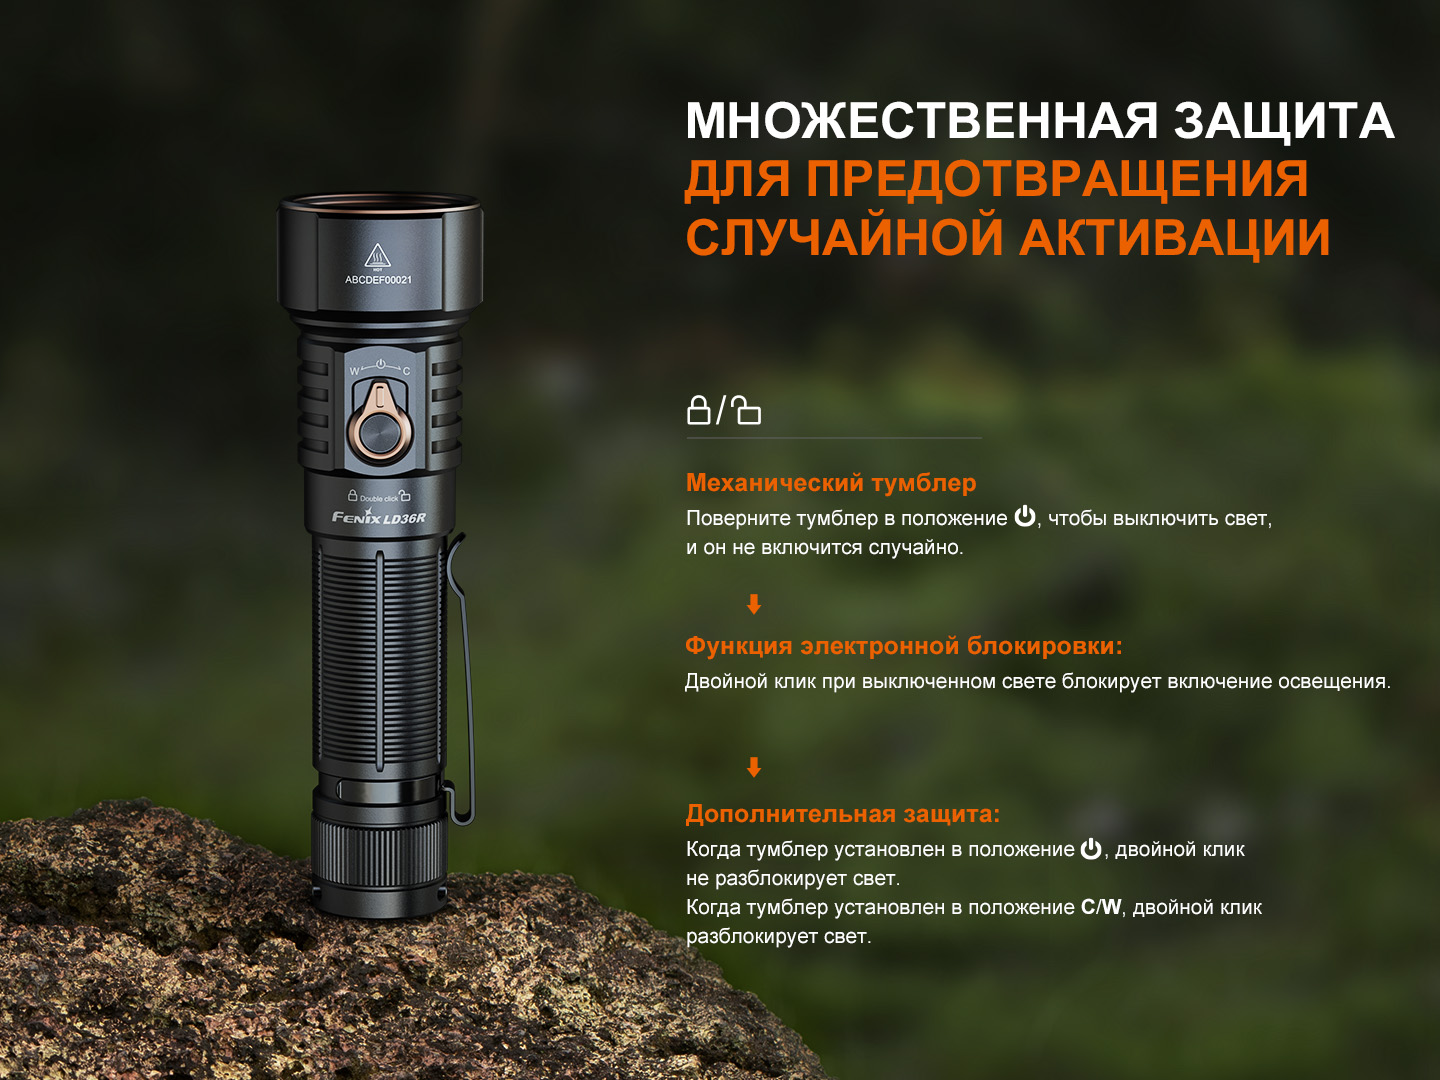 МНОЖЕСТВЕННАЯ ЗАЩИТА
ДЛЯ ПРЕДОТВРАЩЕНИЯ
СЛУЧАЙНОЙ АКТИВАЦИИ
HOT
ABCDEF00021
W C
Double click
FENIX LD36R
Механический тумблер
Поверните тумблер в положение , чтобы выключить свет,
и он не включится случайно.
Функция электронной блокировки:
Двойной клик при выключенном свете блокирует включение освещения.
Дополнительная защита:
Когда тумблер установлен в положение , двойной клик
не разблокирует свет.
Когда тумблер установлен в положение C/W, двойной клик
разблокирует свет.